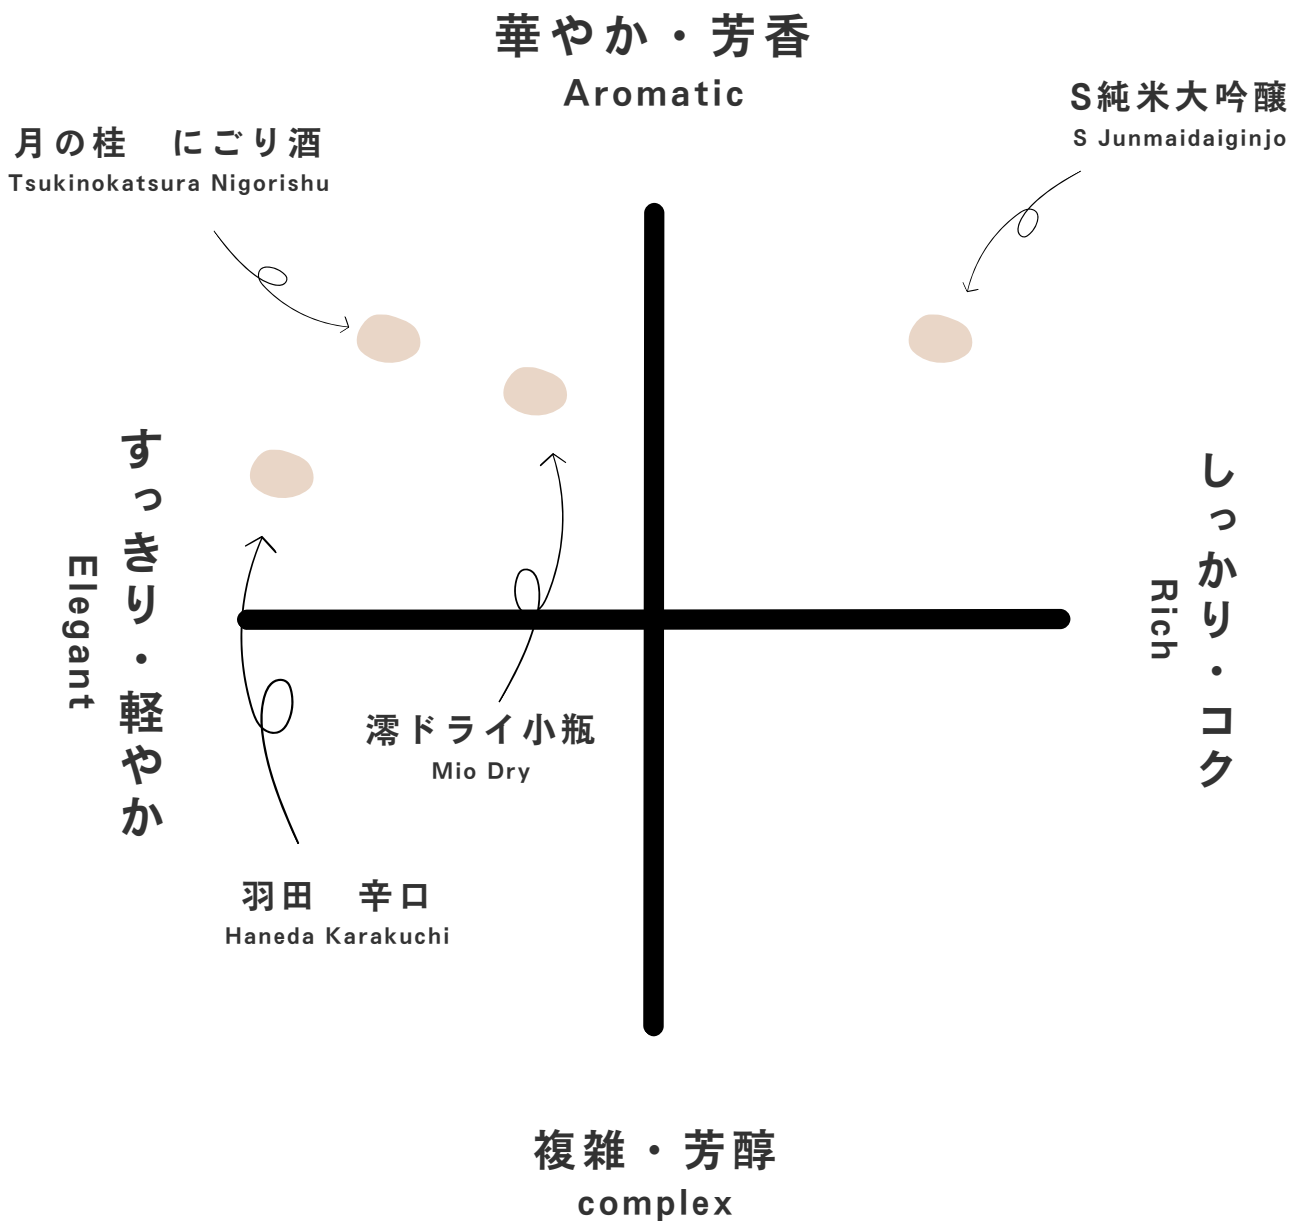 華やか・芳香
Aromatic
S純米大吟醸
S Junmaidaiginjo
月の桂　にごり酒
Tsukinokatsura Nigorishu
すっきり・軽やか
Elegant
しっかり・コク
Rich
澪ドライ小瓶
Mio Dry
羽田　辛口
Haneda Karakuchi
複雑・芳醇
complex